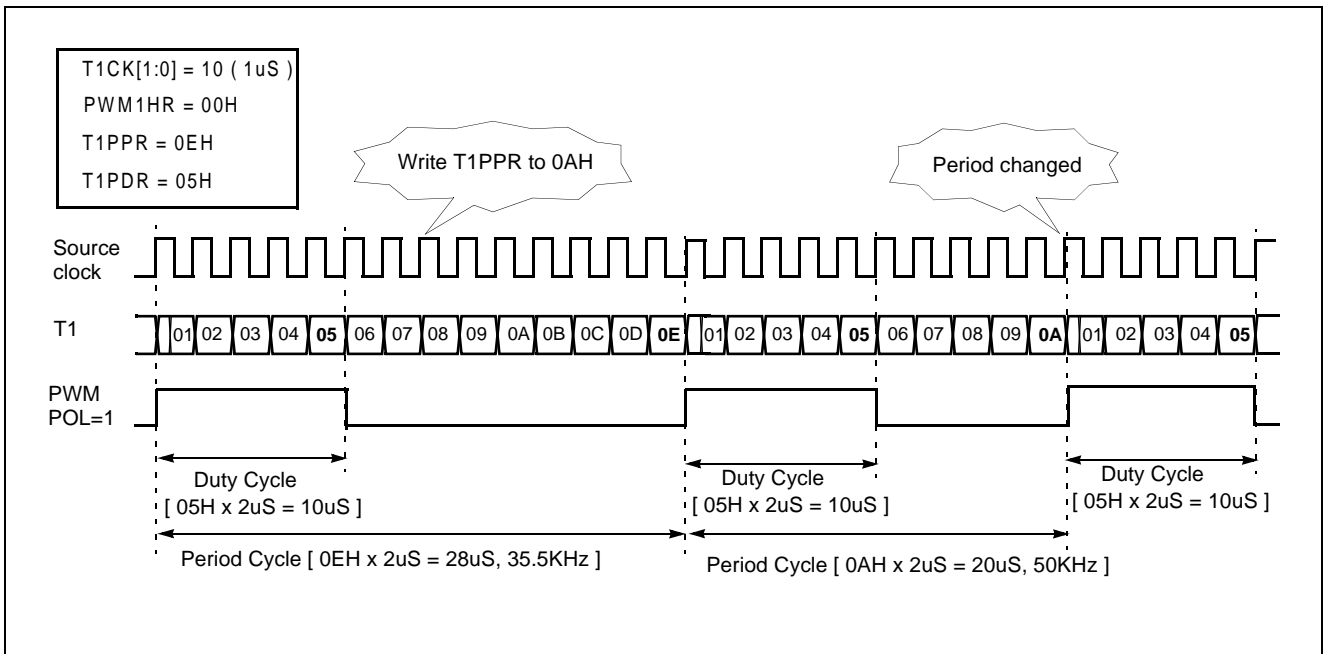 T1CK[1:0] = 10 ( 1uS )
PWM1HR = 00H
T1PPR = 0EH
T1PDR = 05H
Write T1PPR to 0AH
Period changed
Source
clock
T1
01 02 03 04 05 06 07 08 09 0A 0B 0C 0D 0E 01 02 03 04 05 06 07 08 09 0A 01 02 03 04 05
PWM
POL=1
Duty Cycle
[ 05H x 2uS = 10uS ]
Duty Cycle
[ 05H x 2uS = 10uS ]
Duty Cycle
[ 05H x 2uS = 10uS ]
Period Cycle [ 0EH x 2uS = 28uS, 35.5KHz ]
Period Cycle [ 0AH x 2uS = 20uS, 50KHz ]